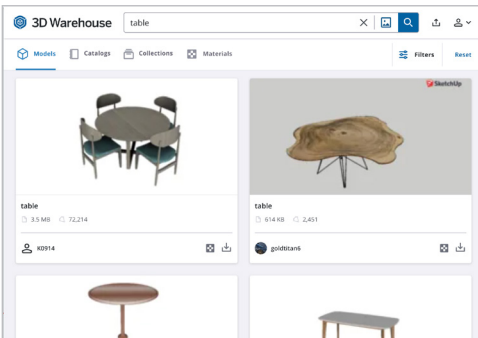 3D Warehouse
table
Models
Catalogs
Collections
Materials
Filters
Reset
SketchUp
table
3.5 MB 72,214
K0914
table
614 KB 2,451
goldtitan6